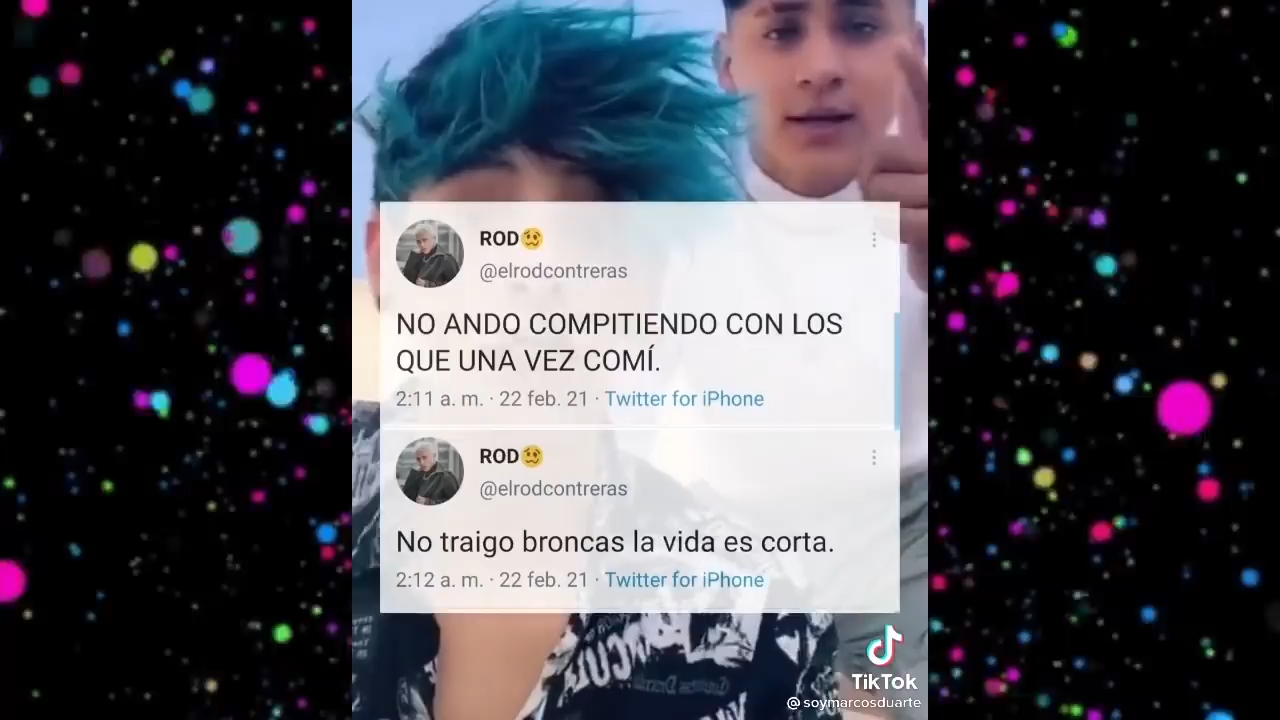 ROD🥴
@elrodcontreras
NO ANDO COMPITIENDO CON LOS
QUE UNA VEZ COMÍ.
2:11 a. m. · 22 feb. 21 · Twitter for iPhone
ROD🥴
@elrodcontreras
No traigo broncas la vida es corta.
2:12 a. m. · 22 feb. 21 · Twitter for iPhone
TikTok
@soymarcosduarte